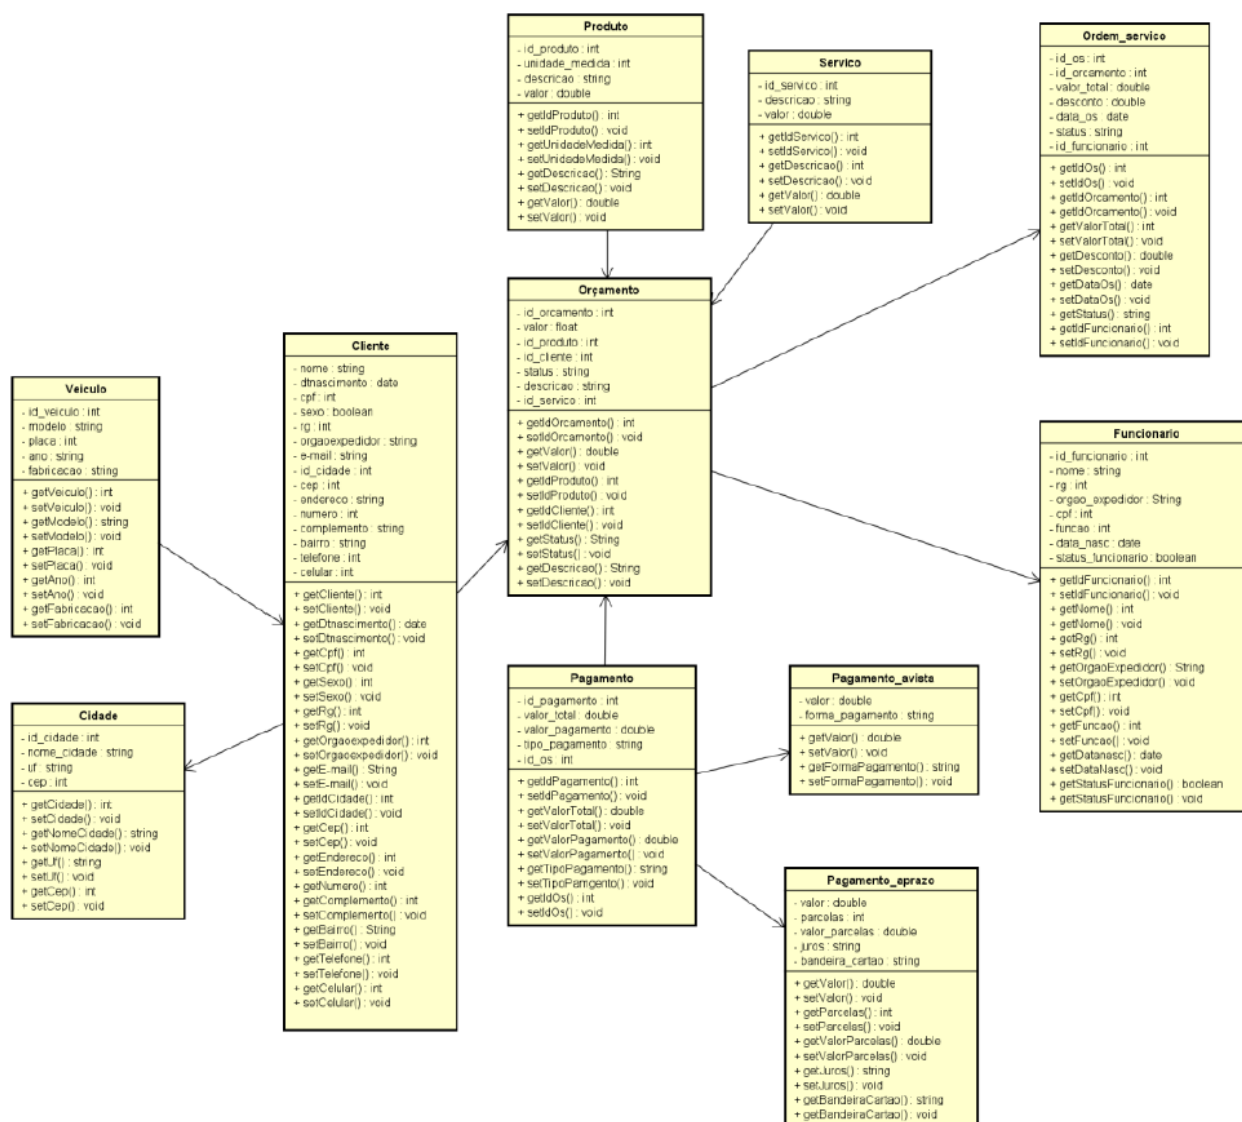 Produto
- id_produto : int
- unidade_medida : int
- descricao : string
- valor : double
+ getIdProduto() : int
+ setIdProduto() : void
+ getUnidadeMedida() : int
+ setUnidadeMedida() : void
+ getDescricao() : String
+ setDescricao() : void
+ getValor() : double
+ setValor() : void
Servico
- id_servico : int
- descricao : string
- valor : double
+ getIdServico() : int
+ setIdServico() : void
+ getDescricao() : int
+ setDescricao() : void
+ getValor() : double
+ setValor() : void
Ordem_servico
- id_os : int
- id_orcamento : int
- valor_total : double
- desconto : double
- data_os : date
- status : string
- id_funcionario : int
+ getIdOs() : int
+ setIdOs() : void
+ getIdOrcamento() : int
+ getIdOrcamento() : void
+ getValorTotal() : int
+ setValorTotal() : void
+ getDesconto() : double
+ setDesconto() : void
+ getDataOs() : date
+ setDataOs() : void
+ getStatus() : string
+ getIdFuncionario() : int
+ setIdFuncionario() : void
Orçamento
- id_orcamento : int
- valor : float
- id_produto : int
- id_cliente : int
- status : string
- descricao : string
- id_servico : int
+ getIdOrcamento() : int
+ setIdOrcamento() : void
+ getValor() : double
+ setValor() : void
+ getIdProduto() : int
+ setIdProduto() : void
+ getIdCliente() : int
+ setIdCliente() : void
+ getStatus() : String
+ setStatus() : void
+ getDescricao() : String
+ setDescricao() : void
Cliente
- nome : string
- dtnascimento : date
- cpf : int
- sexo : boolean
- rg : int
- orgaoexpedidor : string
- e-mail : string
- id_cidade : int
- cep : int
- endereco : string
- numero : int
- complemento : string
- bairro : string
- telefone : int
- celular : int
+ getCliente() : int
+ setCliente() : void
+ getDtnascimento() : date
+ setDtnascimento() : void
+ getCpf() : int
+ setCpf() : void
+ getSexo() : int
+ setSexo() : void
+ getRg() : int
+ setRg() : void
+ getOrgaoexpedidor() : int
+ setOrgaoexpedidor() : void
+ getE-mail() : String
+ setE-mail() : void
+ getIdCidade() : int
+ setIdCidade() : void
+ getCep() : int
+ setCep() : void
+ getEndereco() : int
+ setEndereco() : void
+ getNumero() : int
+ getComplemento() : int
+ setComplemento() : void
+ getBairro() : String
+ setBairro() : void
+ getTelefone() : int
+ setTelefone() : void
+ getCelular() : int
+ setCelular() : void
Veiculo
- id_veiculo : int
- modelo : string
- placa : int
- ano : string
- fabricacao : string
+ getVeiculo() : int
+ setVeiculo() : void
+ getModelo() : string
+ setModelo() : void
+ getPlaca() : int
+ setPlaca() : void
+ getAno() : int
+ setAno() : void
+ getFabricacao() : int
+ setFabricacao() : void
Funcionario
- id_funcionario : int
- nome : string
- rg : int
- orgao_expedidor : String
- cpf : int
- funcao : int
- data_nasc : date
- status_funcionario : boolean
+ getIdFuncionario() : int
+ setIdFuncionario() : void
+ getNome() : int
+ getNome() : void
+ getRg() : int
+ setRg() : void
+ getOrgaoExpedidor() : String
+ setOrgaoExpedidor() : void
+ getCpf() : int
+ setCpf() : void
+ getFuncao() : int
+ setFuncao() : void
+ getDatanasc() : date
+ setDataNasc() : void
+ getStatusFuncionario() : boolean
+ getStatusFuncionario() : void
Cidade
- id_cidade : int
- nome_cidade : string
- uf : string
- cep : int
+ getCidade() : int
+ setCidade() : void
+ getNomeCidade() : string
+ setNomeCidade() : void
+ getUf() : string
+ setUf() : void
+ getCep() : int
+ setCep() : void
Pagamento
- id_pagamento : int
- valor_total : double
- valor_pagamento : double
- tipo_pagamento : string
- id_os : int
+ getIdPagamento() : int
+ setIdPagamento() : void
+ getValorTotal() : double
+ setValorTotal() : void
+ getValorPagamento() : double
+ setValorPagamento() : void
+ getTipoPagamento() : string
+ setTipoPamgento() : void
+ getIdOs() : int
+ setIdOs() : void
Pagamento_avista
- valor : double
- forma_pagamento : string
+ getValor() : double
+ setValor() : void
+ getFormaPagamento() : string
+ setFormaPagamento() : void
Pagamento_aprazo
- valor : double
- parcelas : int
- valor_parcelas : double
- juros : string
- bandeira_cartao : string
+ getValor() : double
+ setValor() : void
+ getParcelas() : int
+ setParcelas() : void
+ getValorParcelas() : double
+ setValorParcelas() : void
+ getJuros() : string
+ setJuros() : void
+ getBandeiraCartao() : string
+ getBandeiraCartao() : void